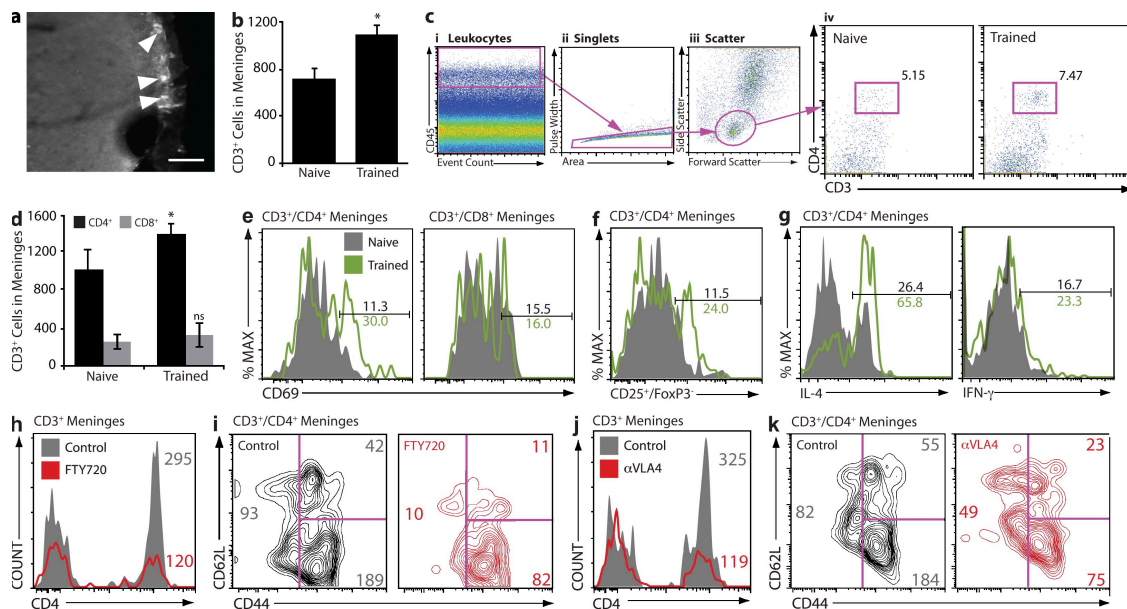 a
b
1200
800
400
0
CD3⁺ Cells in Meninges
*
Naive
Trained
c
i Leukocytes
CD45
Event Count
ii Singlets
Pulse Width
Area
iii Scatter
Side Scatter
Forward Scatter
iv
Naive
5.15
Trained
7.47
CD4
CD3
d
1600
1200
800
400
0
CD3⁺ Cells in Meninges
CD4⁺ CD8⁺
*
ns
Naive
Trained
e
CD3⁺/CD4⁺ Meninges
Naive
Trained
11.3
30.0
% MAX
CD69
CD3⁺/CD8⁺ Meninges
15.5
16.0
f
CD3⁺/CD4⁺ Meninges
11.5
24.0
% MAX
CD25⁺/FoxP3⁻
g
CD3⁺/CD4⁺ Meninges
26.4
65.8
% MAX
IL-4
16.7
23.3
IFN-γ
h
CD3⁺ Meninges
Control
FTY720
295
120
COUNT
CD4
i
CD3⁺/CD4⁺ Meninges
Control
42
93
189
FTY720
11
10
82
CD62L
CD44
j
CD3⁺ Meninges
Control
αVLA4
325
119
COUNT
CD4
k
CD3⁺/CD4⁺ Meninges
Control
55
82
184
αVLA4
23
49
75
CD62L
CD44